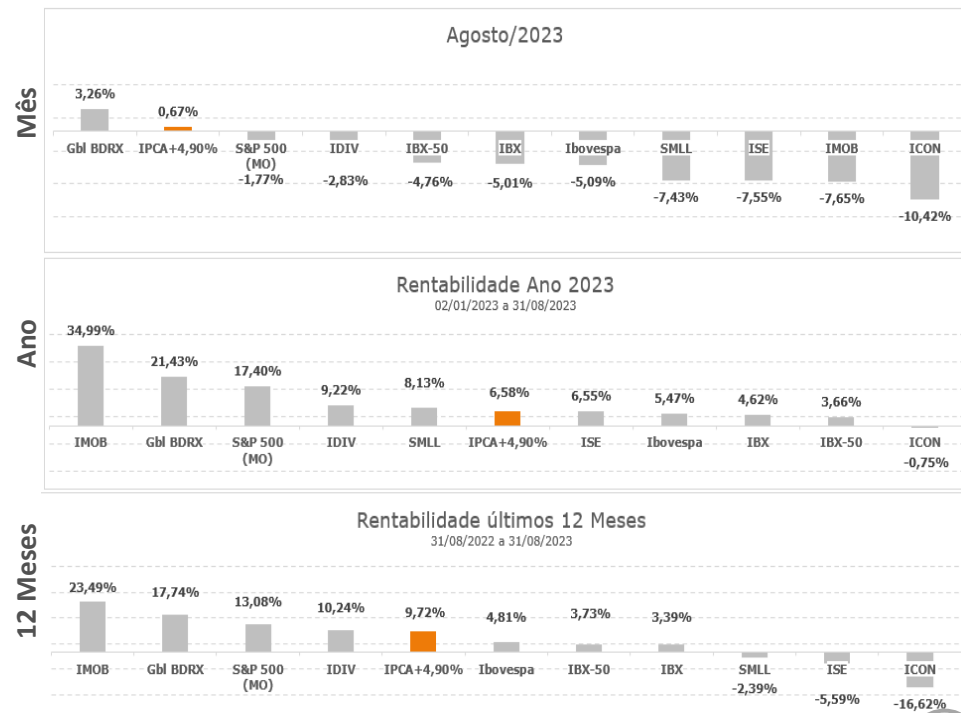 Mês
Agosto/2023
3,26%
0,67%
Gbl BDRX IPCA+4,90% S&P 500 IDIV IBX-50 IBX Ibovespa SMLL ISE IMOB ICON
(MO)
-1,77% -2,83% -4,76% -5,01% -5,09%
-7,43% -7,55% -7,65%
-10,42%
Ano
Rentabilidade Ano 2023
02/01/2023 a 31/08/2023
34,99%
21,43%
17,40%
9,22% 8,13% 6,58% 6,55% 5,47% 4,62% 3,66%
IMOB Gbl BDRX S&P 500 IDIV SMLL IPCA+4,90% ISE Ibovespa IBX IBX-50 ICON
(MO)
-0,75%
12 Meses
Rentabilidade últimos 12 Meses
31/08/2022 a 31/08/2023
23,49% 17,74%
13,08% 10,24% 9,72% 4,81% 3,73% 3,39%
IMOB Gbl BDRX S&P 500 IDIV IPCA+4,90% Ibovespa IBX-50 IBX SMLL ISE ICON
(MO)
-2,39% -5,59%
-16,62%